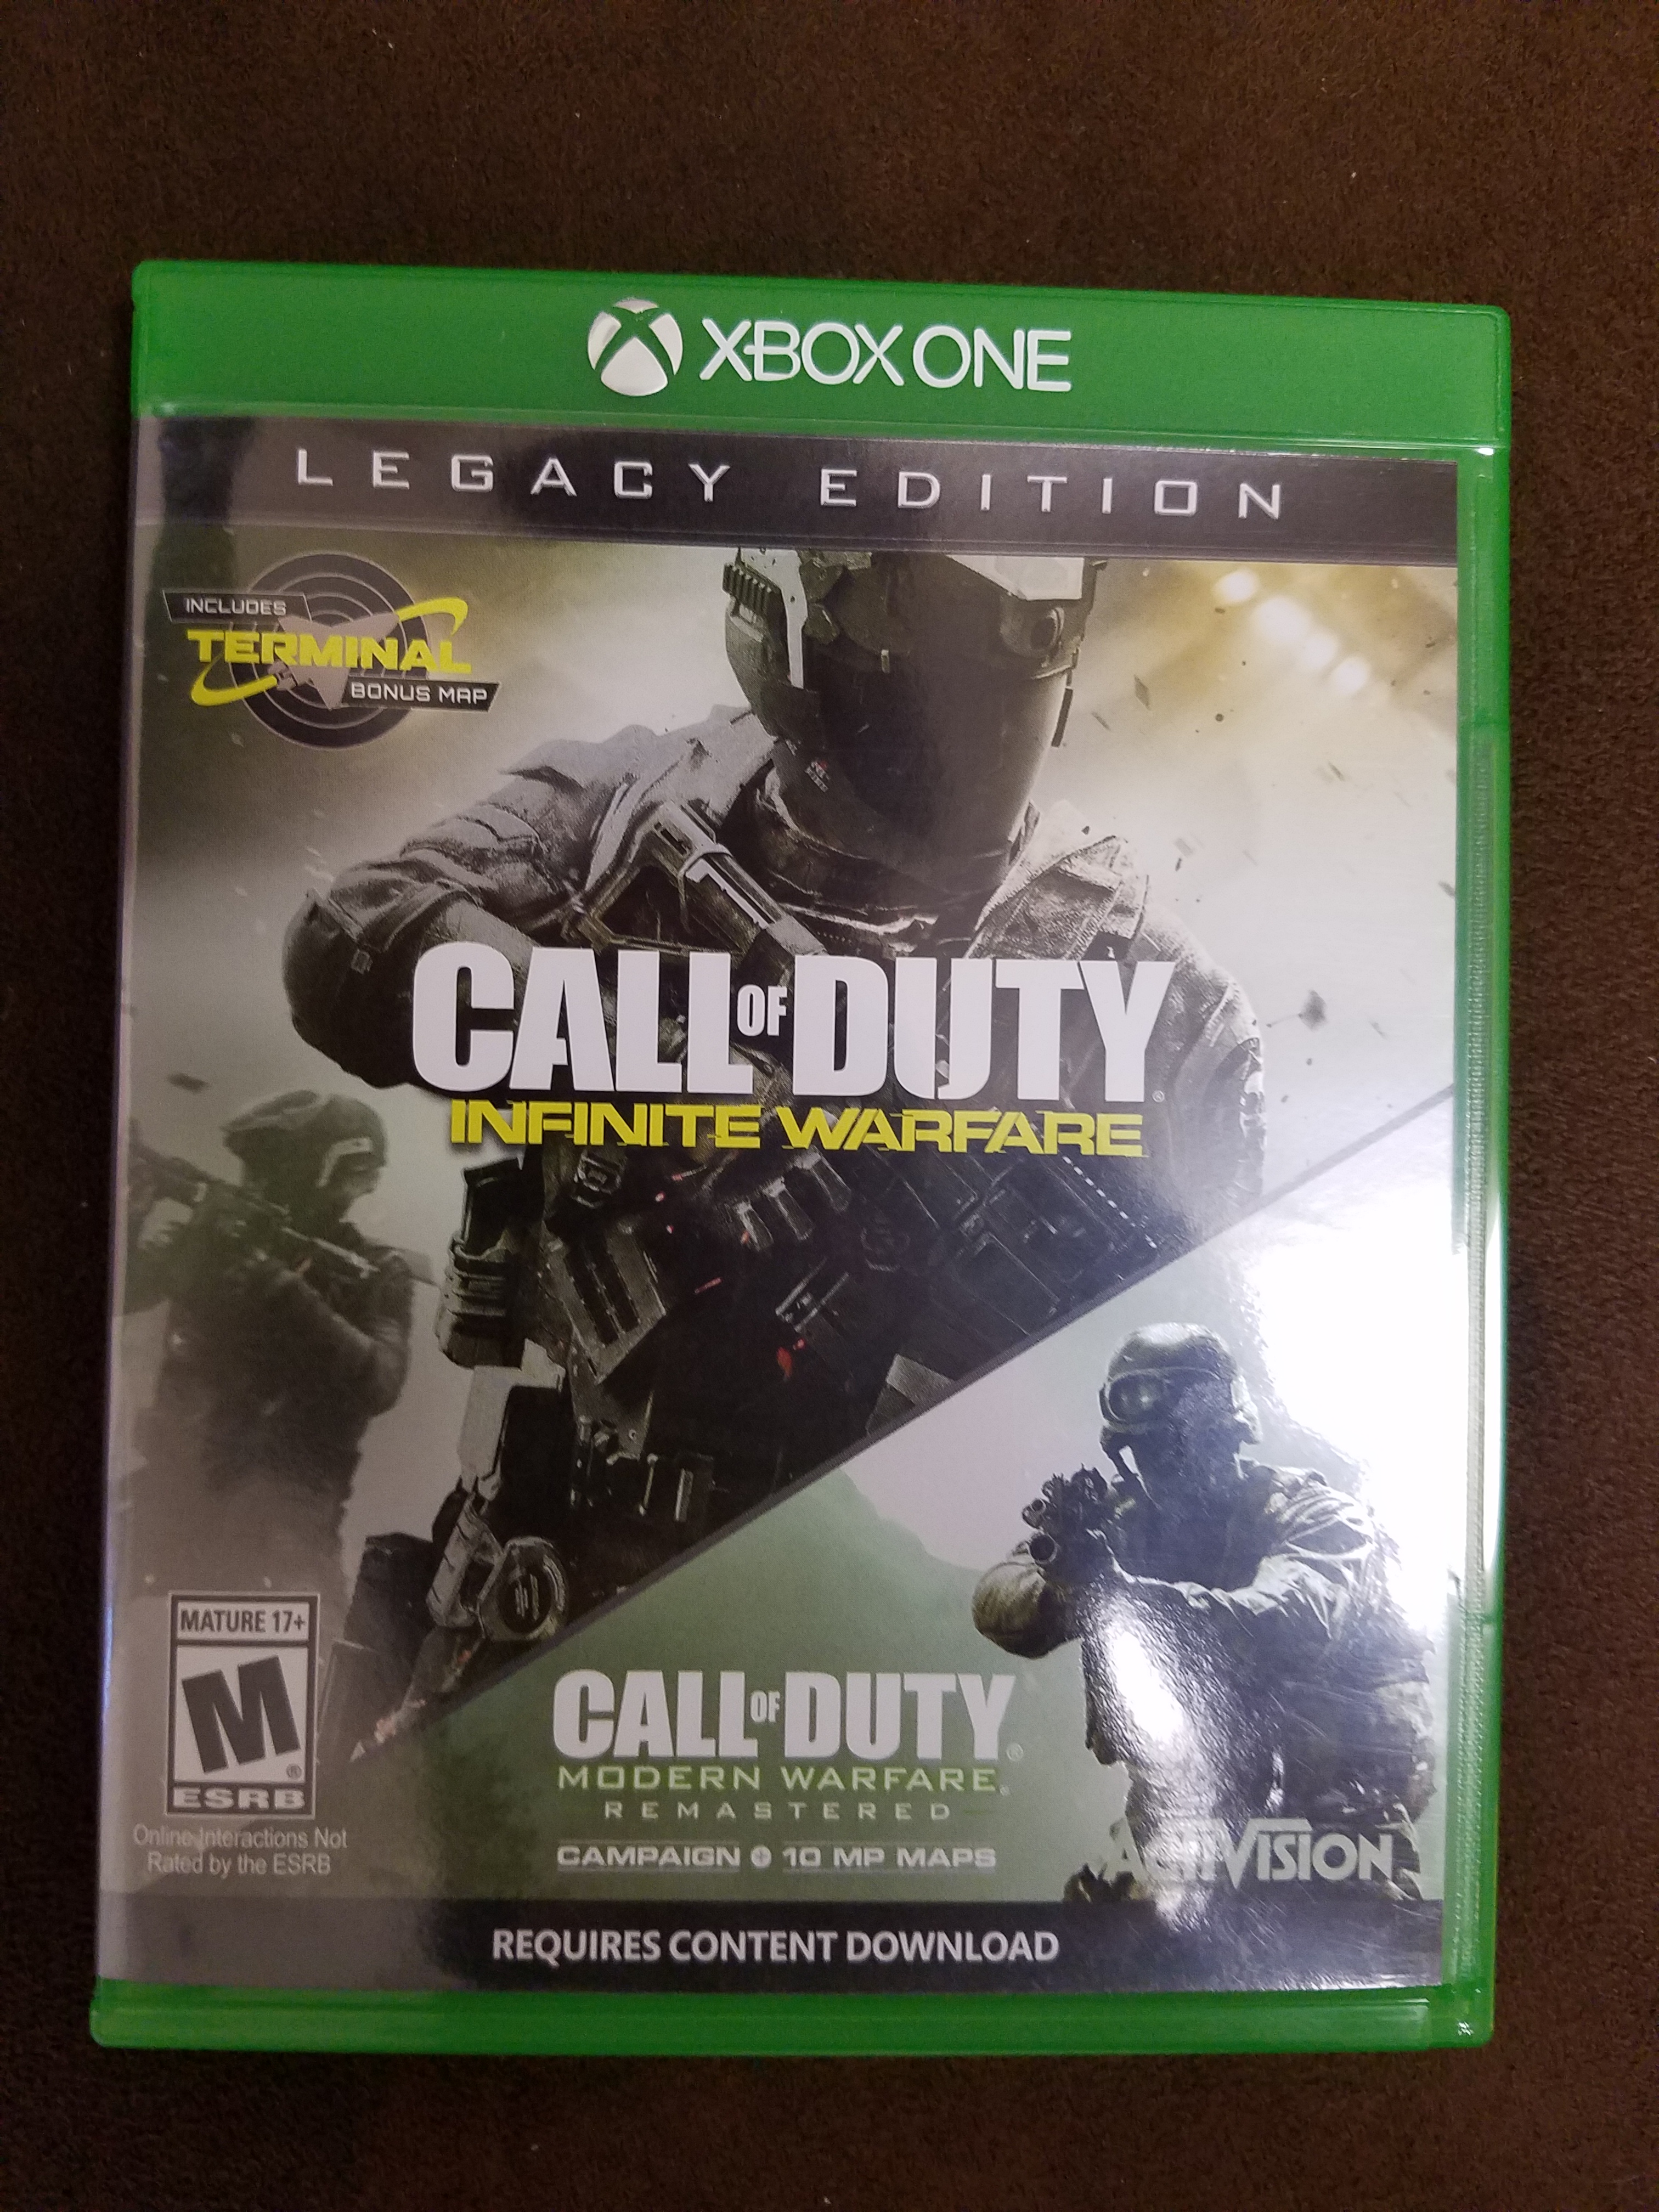 XBOX ONE
LEGACY EDITION
INCLUDES
TERMINAL
BONUS MAP
CALL OF DUTY®
INFINITE WARFARE
MATURE 17+
M®
ESRB
Online Interactions Not
Rated by the ESRB
CALL OF DUTY®
MODERN WARFARE®
REMASTERED
CAMPAIGN + 10 MP MAPS
ACTIVISION
REQUIRES CONTENT DOWNLOAD